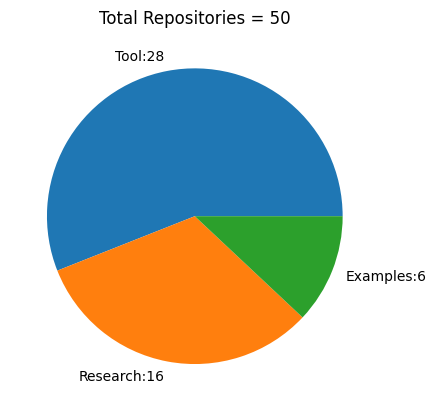 Total Repositories = 50
Tool:28
Examples:6
Research:16